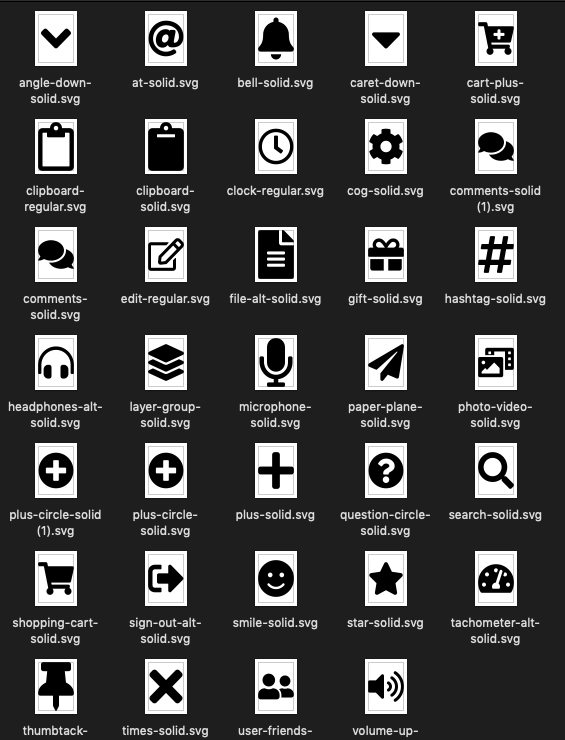 angle-down-
solid.svg
at-solid.svg
bell-solid.svg
caret-down-
solid.svg
cart-plus-
solid.svg
clipboard-
regular.svg
clipboard-
solid.svg
clock-regular.svg
cog-solid.svg
comments-solid
(1).svg
comments-
solid.svg
edit-regular.svg
file-alt-solid.svg
gift-solid.svg
hashtag-solid.svg
headphones-alt-
solid.svg
layer-group-
solid.svg
microphone-
solid.svg
paper-plane-
solid.svg
photo-video-
solid.svg
plus-circle-solid
(1).svg
plus-circle-
solid.svg
plus-solid.svg
question-circle-
solid.svg
search-solid.svg
shopping-cart-
solid.svg
sign-out-alt-
solid.svg
smile-solid.svg
star-solid.svg
tachometer-alt-
solid.svg
thumbtack-
times-solid.svg
user-friends-
volume-up-